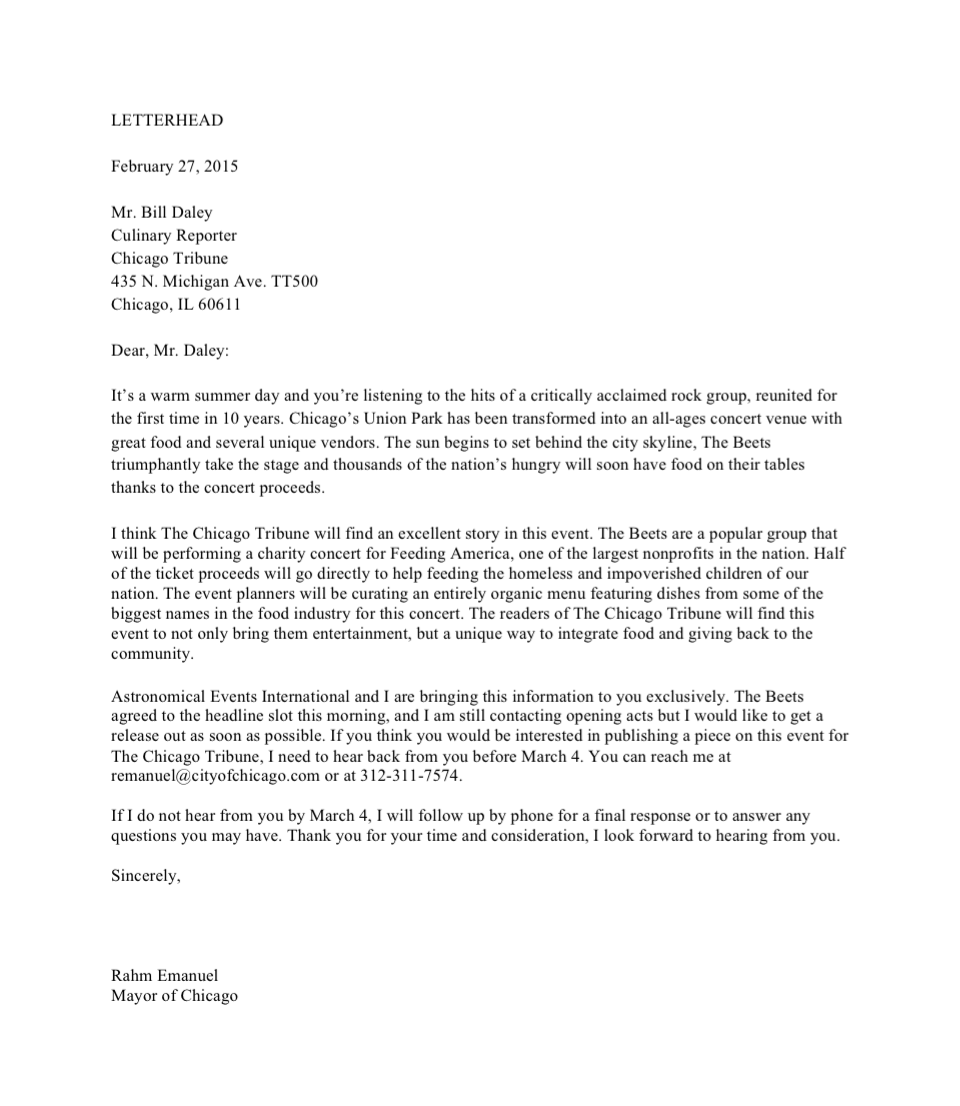 LETTERHEAD
February 27, 2015
Mr. Bill Daley
Culinary Reporter
Chicago Tribune
435 N. Michigan Ave. TT500
Chicago, IL 60611
Dear, Mr. Daley:
It’s a warm summer day and you’re listening to the hits of a critically acclaimed rock group, reunited for
the first time in 10 years. Chicago’s Union Park has been transformed into an all-ages concert venue with
great food and several unique vendors. The sun begins to set behind the city skyline, The Beets
triumphantly take the stage and thousands of the nation’s hungry will soon have food on their tables
thanks to the concert proceeds.
I think The Chicago Tribune will find an excellent story in this event. The Beets are a popular group that
will be performing a charity concert for Feeding America, one of the largest nonprofits in the nation. Half
of the ticket proceeds will go directly to help feeding the homeless and impoverished children of our
nation. The event planners will be curating an entirely organic menu featuring dishes from some of the
biggest names in the food industry for this concert. The readers of The Chicago Tribune will find this
event to not only bring them entertainment, but a unique way to integrate food and giving back to the
community.
Astronomical Events International and I are bringing this information to you exclusively. The Beets
agreed to the headline slot this morning, and I am still contacting opening acts but I would like to get a
release out as soon as possible. If you think you would be interested in publishing a piece on this event for
The Chicago Tribune, I need to hear back from you before March 4. You can reach me at
remanuel@cityofchicago.com or at 312-311-7574.
If I do not hear from you by March 4, I will follow up by phone for a final response or to answer any
questions you may have. Thank you for your time and consideration, I look forward to hearing from you.
Sincerely,
Rahm Emanuel
Mayor of Chicago